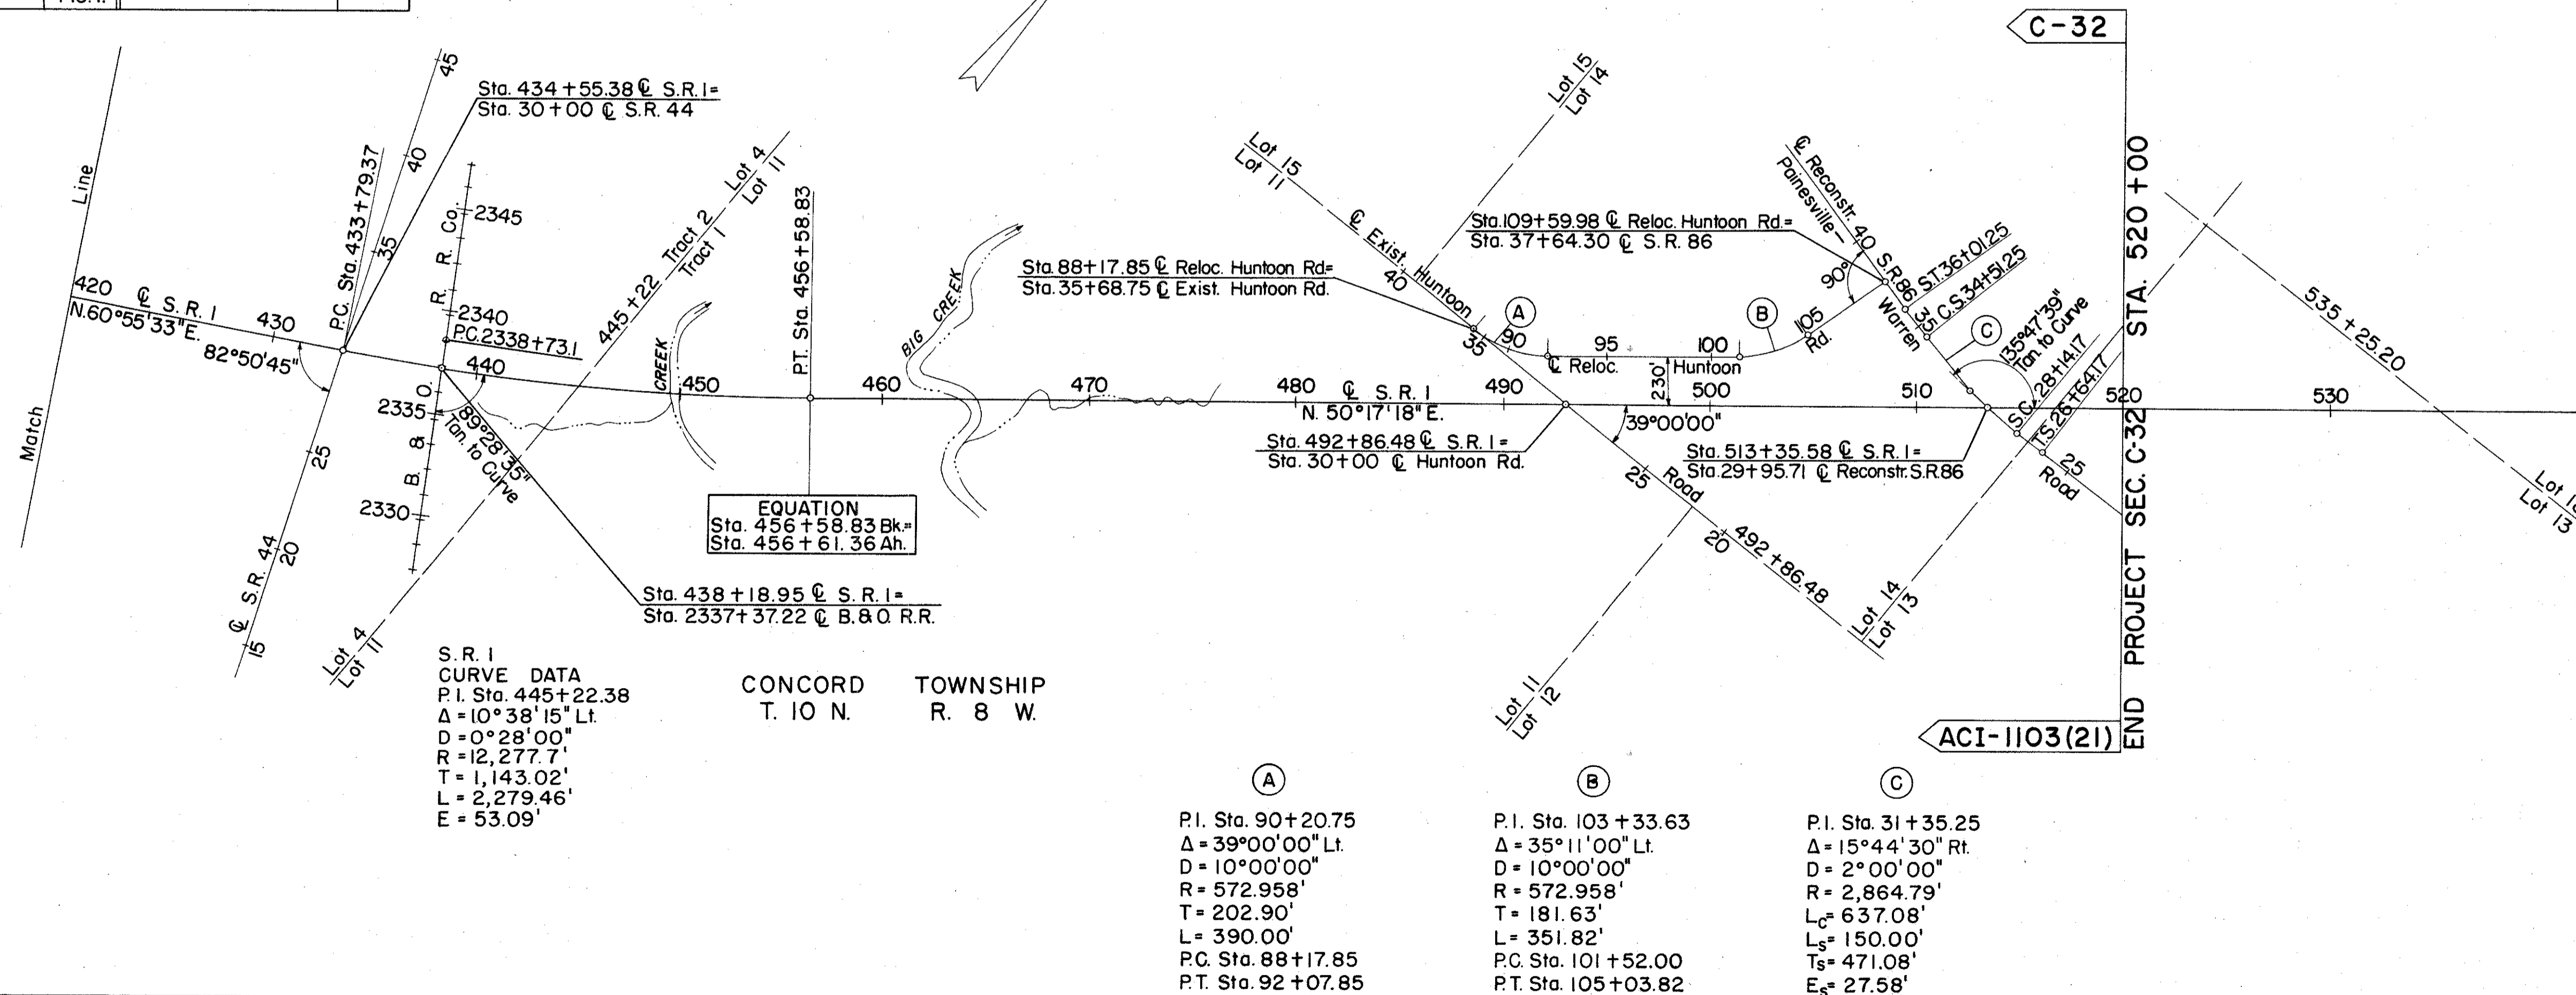 C-32
45
Sta. 434+55.38 ℄ S.R.1=
Sta. 30+00 ℄ S.R. 44
Match Line
P.C. Sta. 433+79.37
40
35
R. R. Co.
2345
2340
P.C. 2338+73.1
Lot 4
Lot 11
Tract 2
Tract 1
445+22
P.T. Sta. 456+58.83
420 ℄ S.R. 1
N.60°55'33"E.
430
82°50'45"
440
2335
B. & O.
89°28'35"
Tan. to Curve
2330
25
20
℄ S.R. 44
15
Lot 4
Lot 11
CREEK
450
BIG CREEK
460
470
480 ℄ S.R. 1
N. 50°17'18" E.
490
500
510
520
530
EQUATION
Sta. 456+58.83 Bk.=
Sta. 456+61.36 Ah.
Sta. 438+18.95 ℄ S.R. 1=
Sta. 2337+37.22 ℄ B.&O. R.R.
Lot 15
Lot 11
Lot 15
Lot 14
℄ Exist. Huntoon
40
35
Sta. 88+17.85 ℄ Reloc. Huntoon Rd=
Sta. 35+68.75 ℄ Exist. Huntoon Rd.
Sta. 109+59.98 ℄ Reloc. Huntoon Rd.=
Sta. 37+64.30 ℄ S.R. 86
A
90
95
100
B
105
Rd.
℄ Reloc. Huntoon
230'
℄ Reconstr.
Painesville-
40
S.R.86
90°
Warren
35
S.T. 36+01.25
C.S. 34+51.25
C
135°47'39"
Tan. to Curve
S.C. 28+14.17
T.S. 26+64.17
25
Road
Sta. 492+86.48 ℄ S.R. 1=
Sta. 30+00 ℄ Huntoon Rd.
39°00'00"
25
Road
20
492+86.48
Sta. 513+35.58 ℄ S.R. 1=
Sta. 29+95.71 ℄ Reconstr. S.R.86
Lot 14
Lot 13
Lot 11
Lot 12
535+25.20
Lot 13
END PROJECT SEC. C-32 STA. 520+00
ACI-1103(21)
S.R. 1
CURVE DATA
P.I. Sta. 445+22.38
Δ = 10°38'15" Lt.
D = 0°28'00"
R = 12,277.7'
T = 1,143.02'
L = 2,279.46'
E = 53.09'
CONCORD TOWNSHIP
T. 10 N. R. 8 W.
A
P.I. Sta. 90+20.75
Δ = 39°00'00" Lt.
D = 10°00'00"
R = 572.958'
T = 202.90'
L = 390.00'
P.C. Sta. 88+17.85
P.T. Sta. 92+07.85
B
P.I. Sta. 103+33.63
Δ = 35°11'00" Lt.
D = 10°00'00"
R = 572.958'
T = 181.63'
L = 351.82'
P.C. Sta. 101+52.00
P.T. Sta. 105+03.82
C
P.I. Sta. 31+35.25
Δ = 15°44'30" Rt.
D = 2°00'00"
R = 2,864.79'
Lc = 637.08'
Ls = 150.00'
Ts = 471.08'
Es = 27.58'